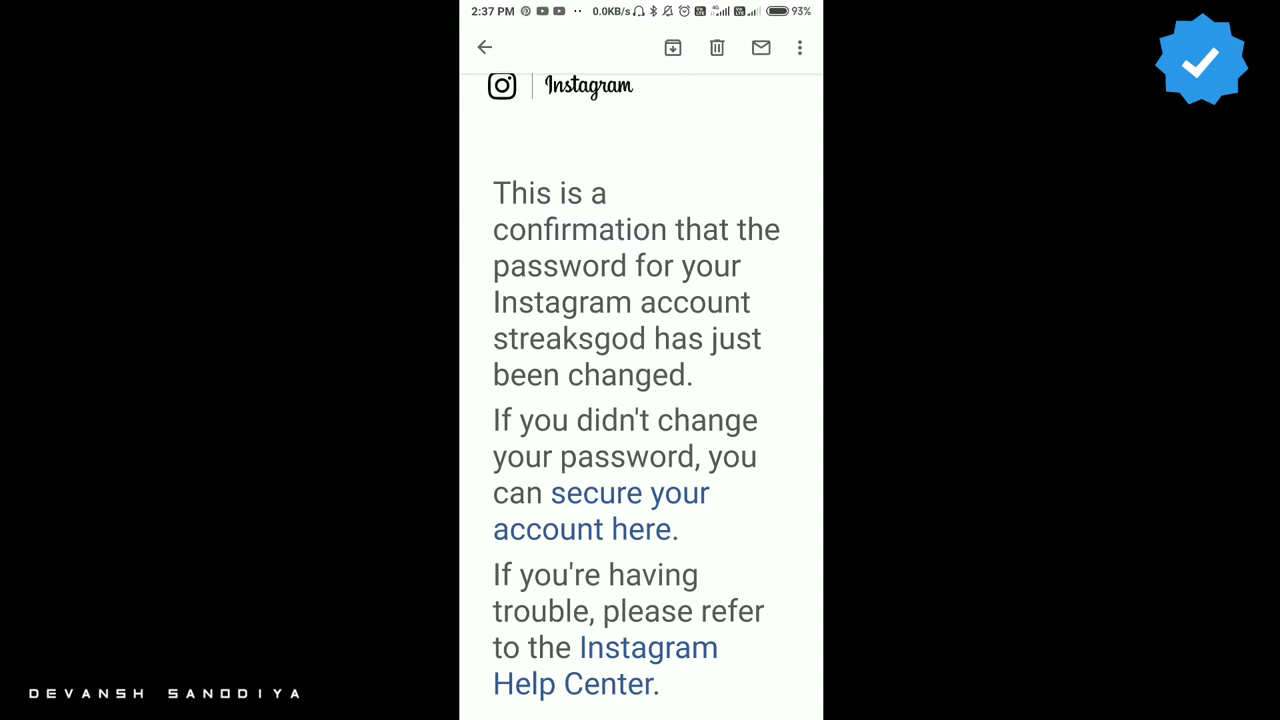 2:37 PM 0.0KB/s 4G 93%
Instagram
This is a
confirmation that the
password for your
Instagram account
streaksgod has just
been changed.
If you didn't change
your password, you
can secure your
account here.
If you're having
trouble, please refer
to the Instagram
Help Center.
DEVANSH SANODIYA